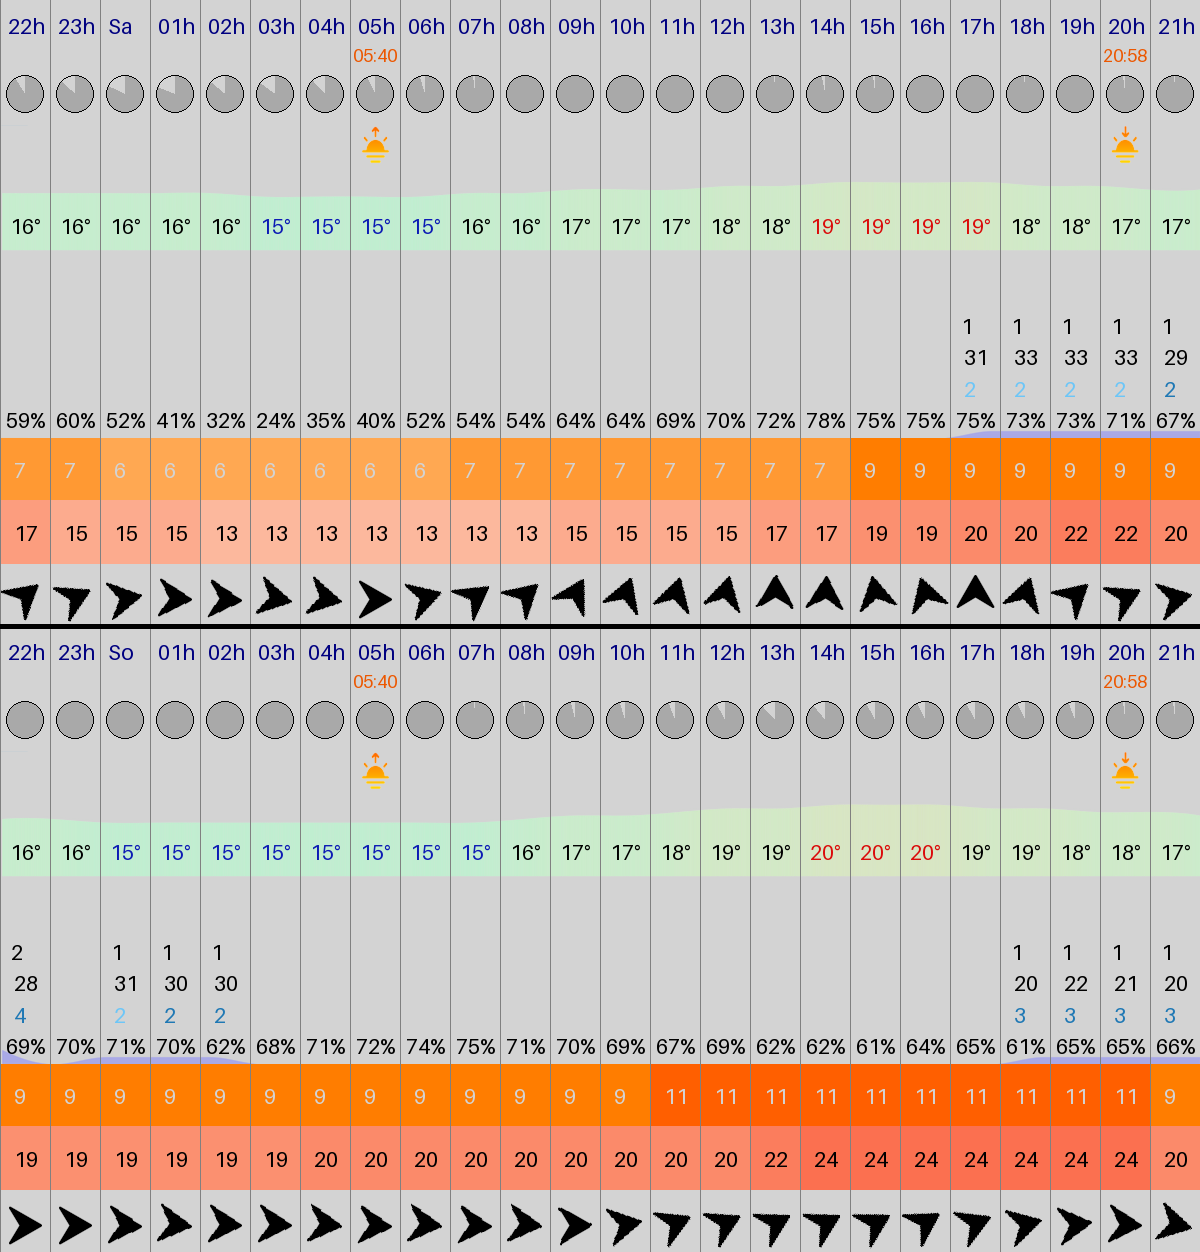 22h 23h Sa 01h 02h 03h 04h 05h 06h 07h 08h 09h 10h 11h 12h 13h 14h 15h 16h 17h 18h 19h 20h 21h
05:40 20:58
16° 16° 16° 16° 16° 15° 15° 15° 15° 16° 16° 17° 17° 17° 18° 18° 19° 19° 19° 19° 18° 18° 17° 17°
1 1 1 1 1
31 33 33 33 29
2 2 2 2 2
59% 60% 52% 41% 32% 24% 35% 40% 52% 54% 54% 64% 64% 69% 70% 72% 78% 75% 75% 75% 73% 73% 71% 67%
7 7 6 6 6 6 6 6 6 7 7 7 7 7 7 7 7 9 9 9 9 9 9 9
17 15 15 15 13 13 13 13 13 13 13 15 15 15 15 17 17 19 19 20 20 22 22 20
22h 23h So 01h 02h 03h 04h 05h 06h 07h 08h 09h 10h 11h 12h 13h 14h 15h 16h 17h 18h 19h 20h 21h
05:40 20:58
16° 16° 15° 15° 15° 15° 15° 15° 15° 15° 16° 17° 17° 18° 19° 19° 20° 20° 20° 19° 19° 18° 18° 17°
2 1 1 1 1 1 1 1
28 31 30 30 20 22 21 20
4 2 2 2 3 3 3 3
69% 70% 71% 70% 62% 68% 71% 72% 74% 75% 71% 70% 69% 67% 69% 62% 62% 61% 64% 65% 61% 65% 65% 66%
9 9 9 9 9 9 9 9 9 9 9 9 9 11 11 11 11 11 11 11 11 11 11 9
19 19 19 19 19 19 20 20 20 20 20 20 20 20 20 22 24 24 24 24 24 24 24 20